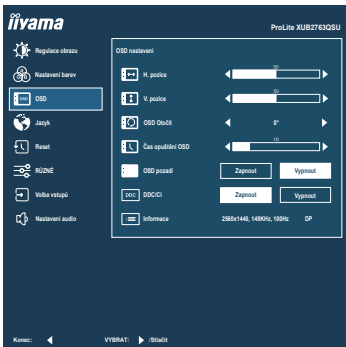 iiyama
ProLite XUB2763QSU
Regulace obrazu
Nastavení barev
OSD
Jazyk
Reset
RŮZNÉ
Volba vstupů
Nastavení audio
OSD nastavení
H. pozice
50
V. pozice
50
OSD Otočit
0°
Čas opuštění OSD
10
OSD pozadí
Zapnout
Vypnout
DDC
DDC/CI
Zapnout
Vypnout
Informace
2560x1440, 149KHz, 100Hz
DP
Konec:
VYBRAT: /Stlačit